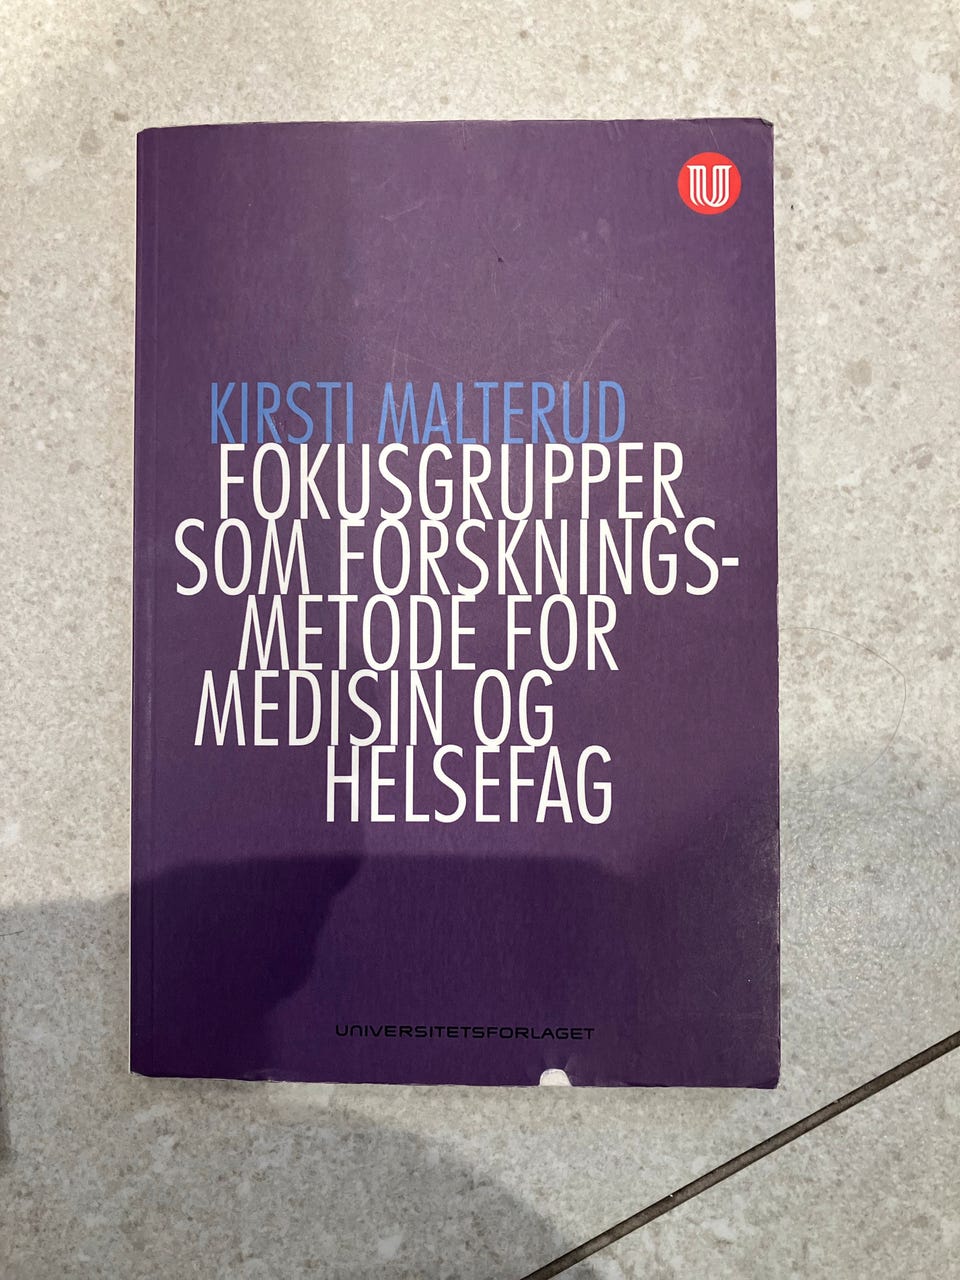 U
KIRSTI MALTERUD
FOKUSGRUPPER
SOM FORSKNINGS-
METODE FOR
MEDISIN OG
HELSEFAG
UNIVERSITETSFORLAGET